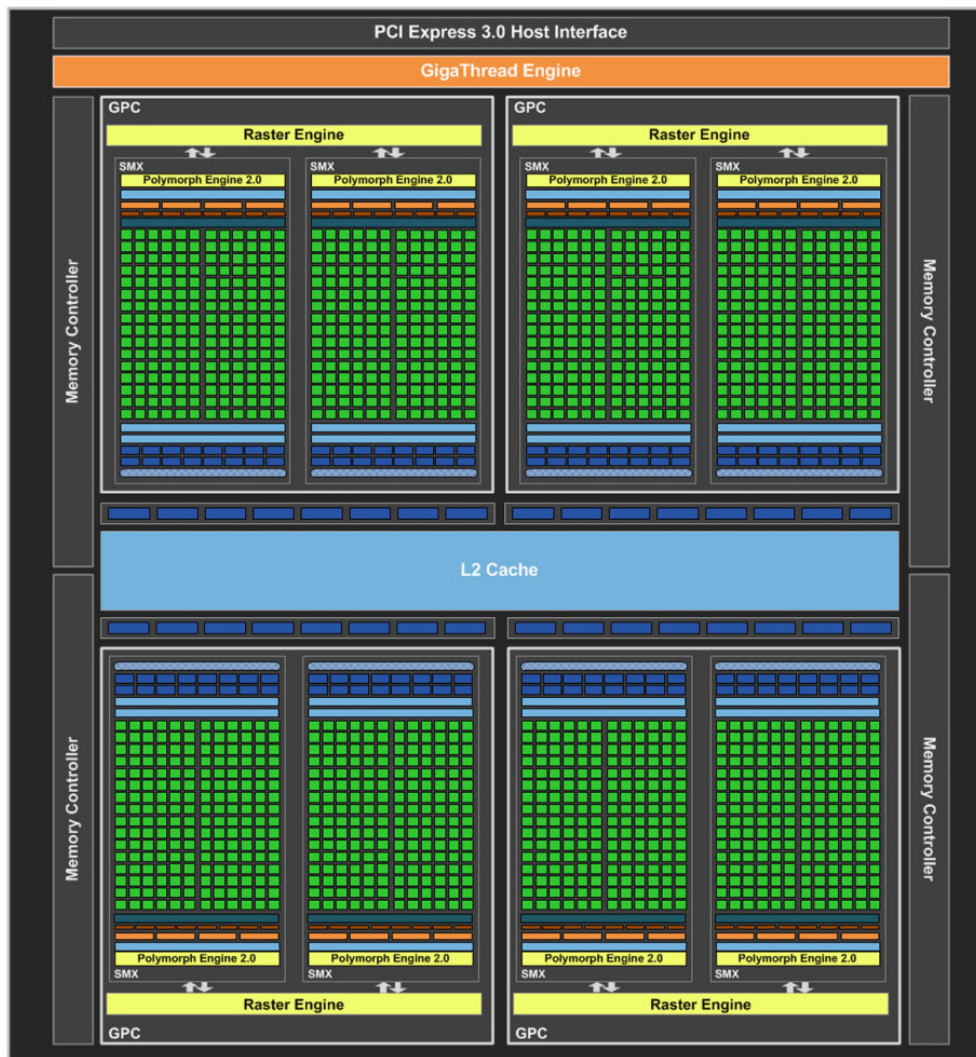 PCI Express 3.0 Host Interface
GigaThread Engine
GPC
GPC
Raster Engine
Raster Engine
SMX
SMX
SMX
SMX
Polymorph Engine 2.0
Polymorph Engine 2.0
Polymorph Engine 2.0
Polymorph Engine 2.0
Memory Controller
Memory Controller
L2 Cache
Memory Controller
Memory Controller
Polymorph Engine 2.0
Polymorph Engine 2.0
Polymorph Engine 2.0
Polymorph Engine 2.0
SMX
SMX
SMX
SMX
Raster Engine
Raster Engine
GPC
GPC